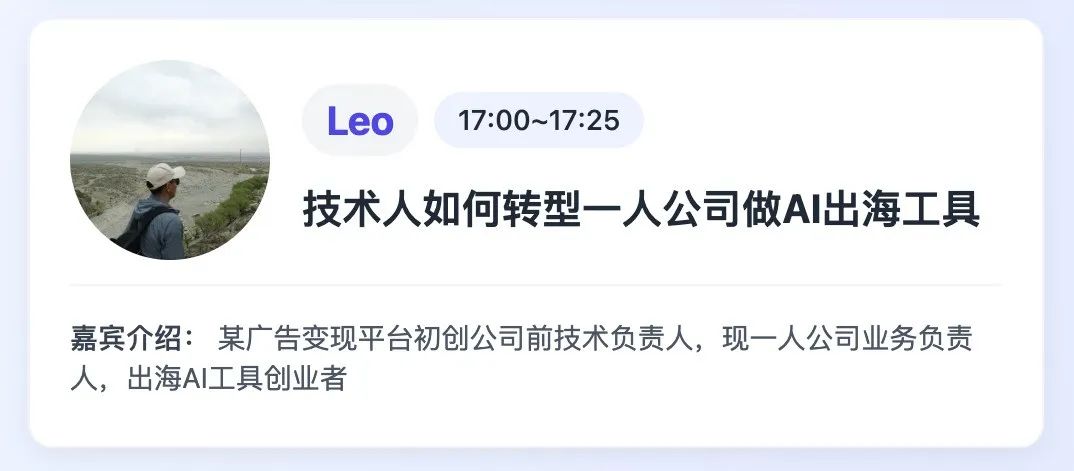 Leo
17:00~17:25
技术人如何转型一人公司做AI出海工具
嘉宾介绍： 某广告变现平台初创公司前技术负责人，现一人公司业务负责
人，出海AI工具创业者